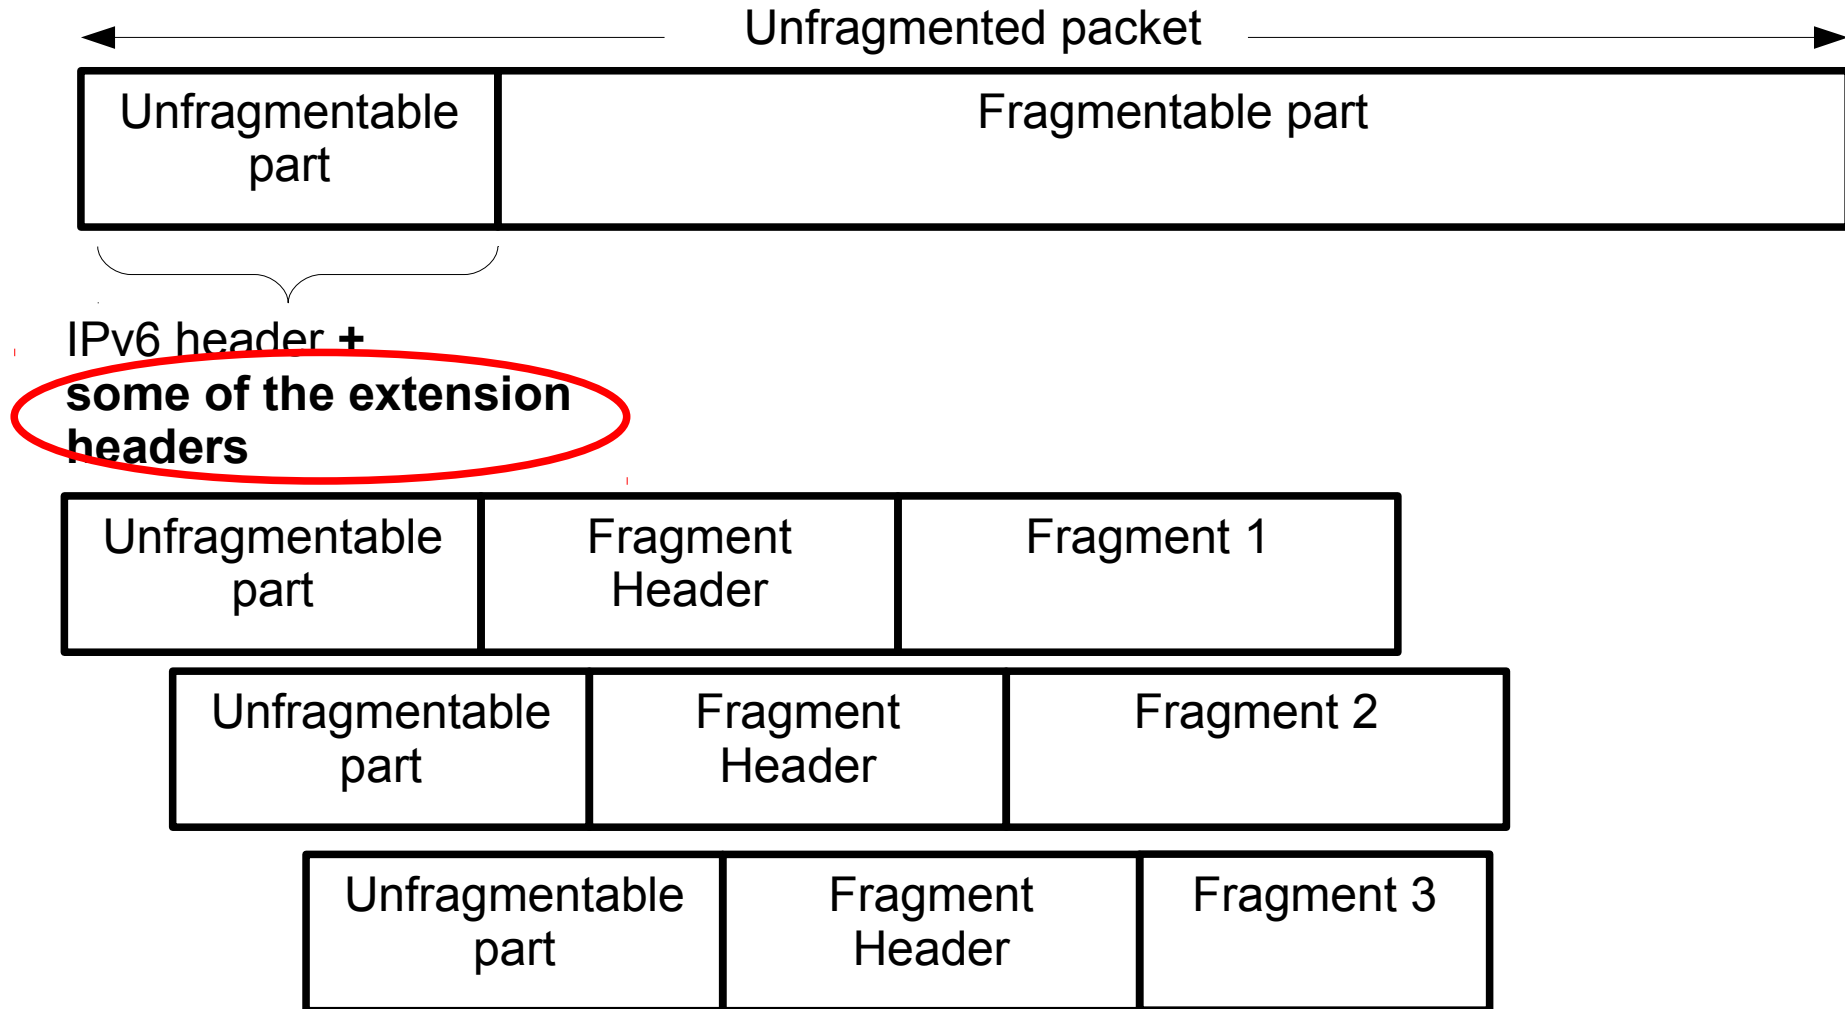 Unfragmented packet
Unfragmentable
part
Fragmentable part
IPv6 header +
some of the extension
headers
Unfragmentable
part
Fragment
Header
Fragment 1
Unfragmentable
part
Fragment
Header
Fragment 2
Unfragmentable
part
Fragment
Header
Fragment 3